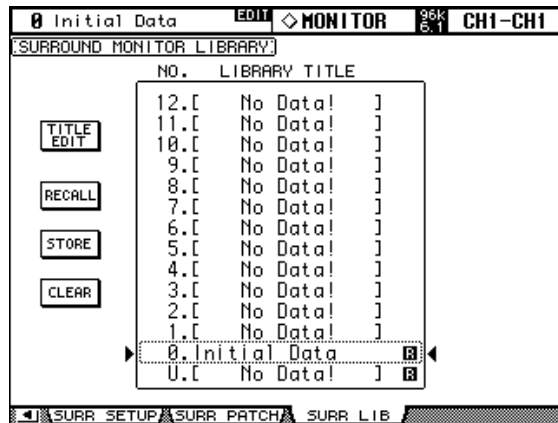 0 Initial Data EDIT ◇MONITOR 96k 6.1 CH1-CH1
SURROUND MONITOR LIBRARY
NO. LIBRARY TITLE
12.[ No Data! ]
11.[ No Data! ]
10.[ No Data! ]
9.[ No Data! ]
8.[ No Data! ]
7.[ No Data! ]
6.[ No Data! ]
5.[ No Data! ]
4.[ No Data! ]
3.[ No Data! ]
2.[ No Data! ]
1.[ No Data! ]
0.Initial Data R
U.[ No Data! ] R
TITLE EDIT
RECALL
STORE
CLEAR
SURR SETUP SURR PATCH SURR LIB